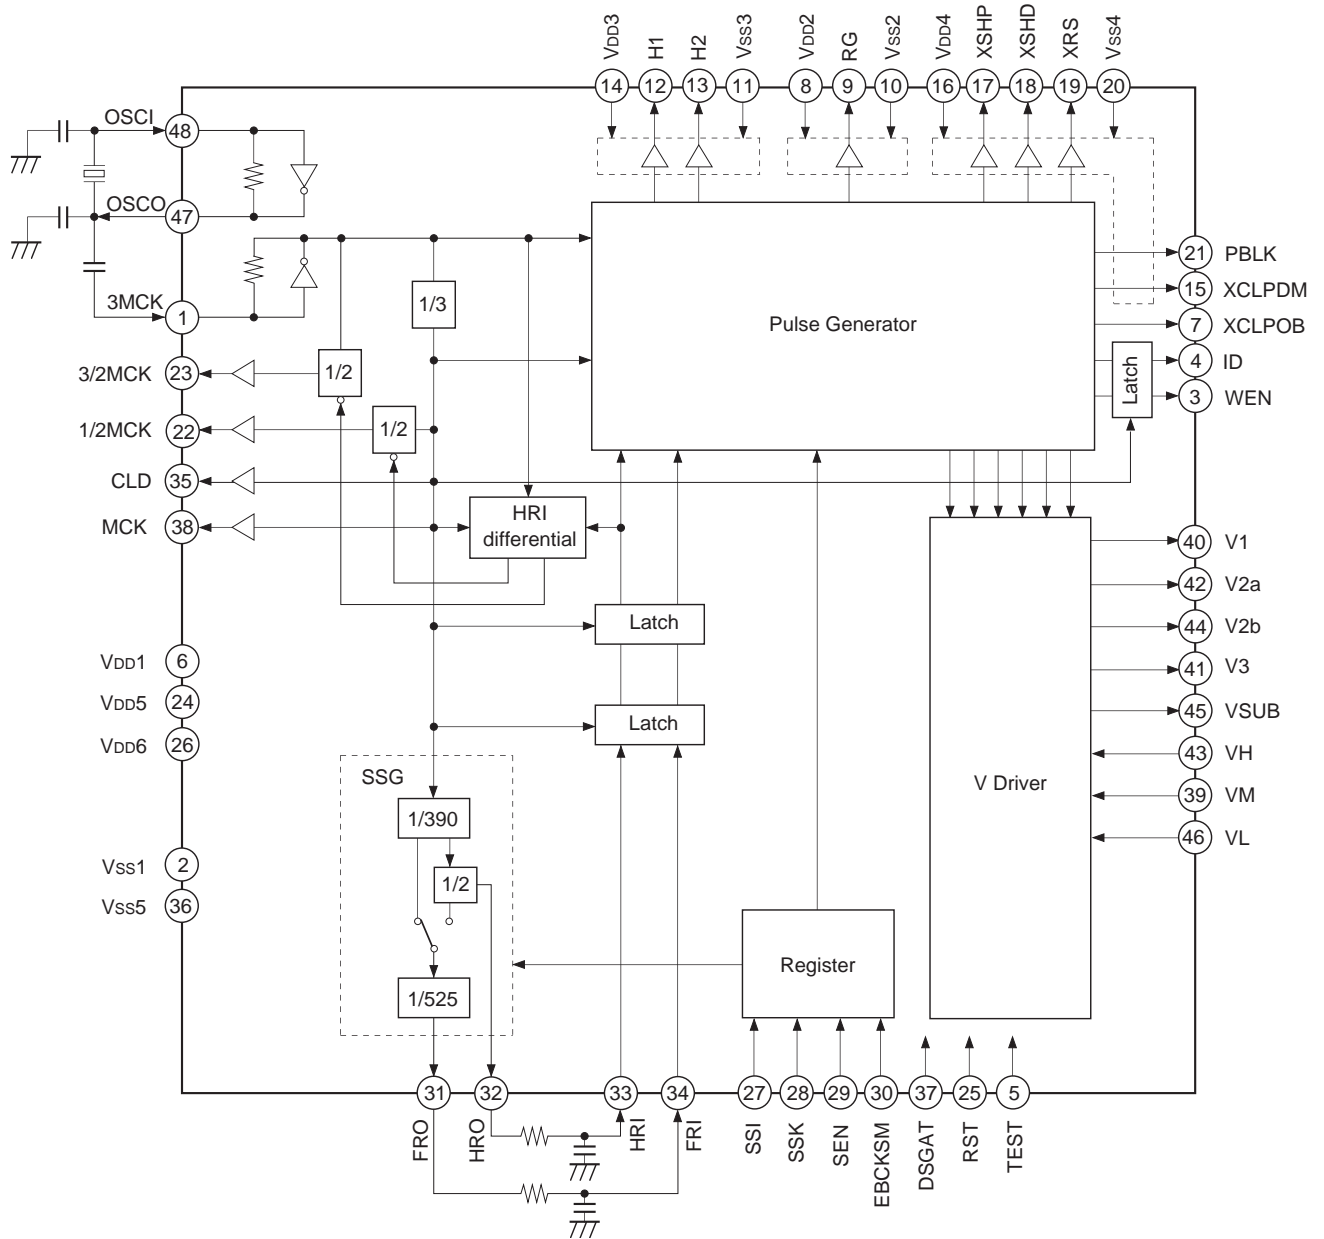 VDD3 H1 H2 VSS3 VDD2 RG VSS2 VDD4 XSHP XSHD XRS VSS4
14 12 13 11 8 9 10 16 17 18 19 20
OSCI 48
OSCO 47
3MCK 1
3/2MCK 23
1/2MCK 22
CLD 35
MCK 38
VDD1 6
VDD5 24
VDD6 26
VSS1 2
VSS5 36
1/3
1/2
1/2
HRI
differential
Latch
Latch
SSG
1/390
1/2
1/525
Pulse Generator
Latch
V Driver
Register
21 PBLK
15 XCLPDM
7 XCLPOB
4 ID
3 WEN
40 V1
42 V2a
44 V2b
41 V3
45 VSUB
43 VH
39 VM
46 VL
31 32 33 34 27 28 29 30 37 25 5
FRO HRO HRI FRI SSI SSK SEN EBCKSM DSGAT RST TEST